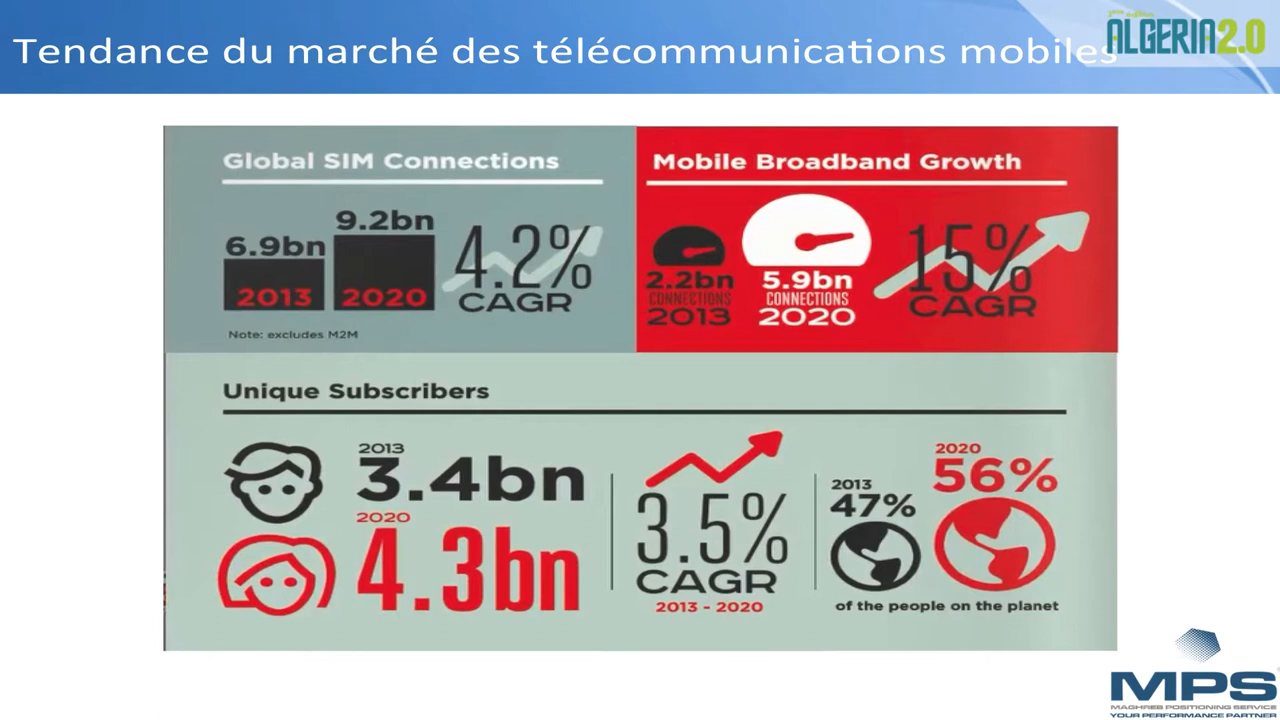 Tendance du marché des télécommunications mobiles
ALGERIA2.0
Global SIM Connections
6.9bn
2013
9.2bn
2020
4.2%
CAGR
Note: excludes M2M
Mobile Broadband Growth
2.2bn
CONNECTIONS
2013
5.9bn
CONNECTIONS
2020
15%
CAGR
Unique Subscribers
2013
3.4bn
2020
4.3bn
3.5%
CAGR
2013 - 2020
2013
47%
2020
56%
of the people on the planet
MPS
MAGHREB POSITIONING SERVICE
YOUR PERFORMANCE PARTNER